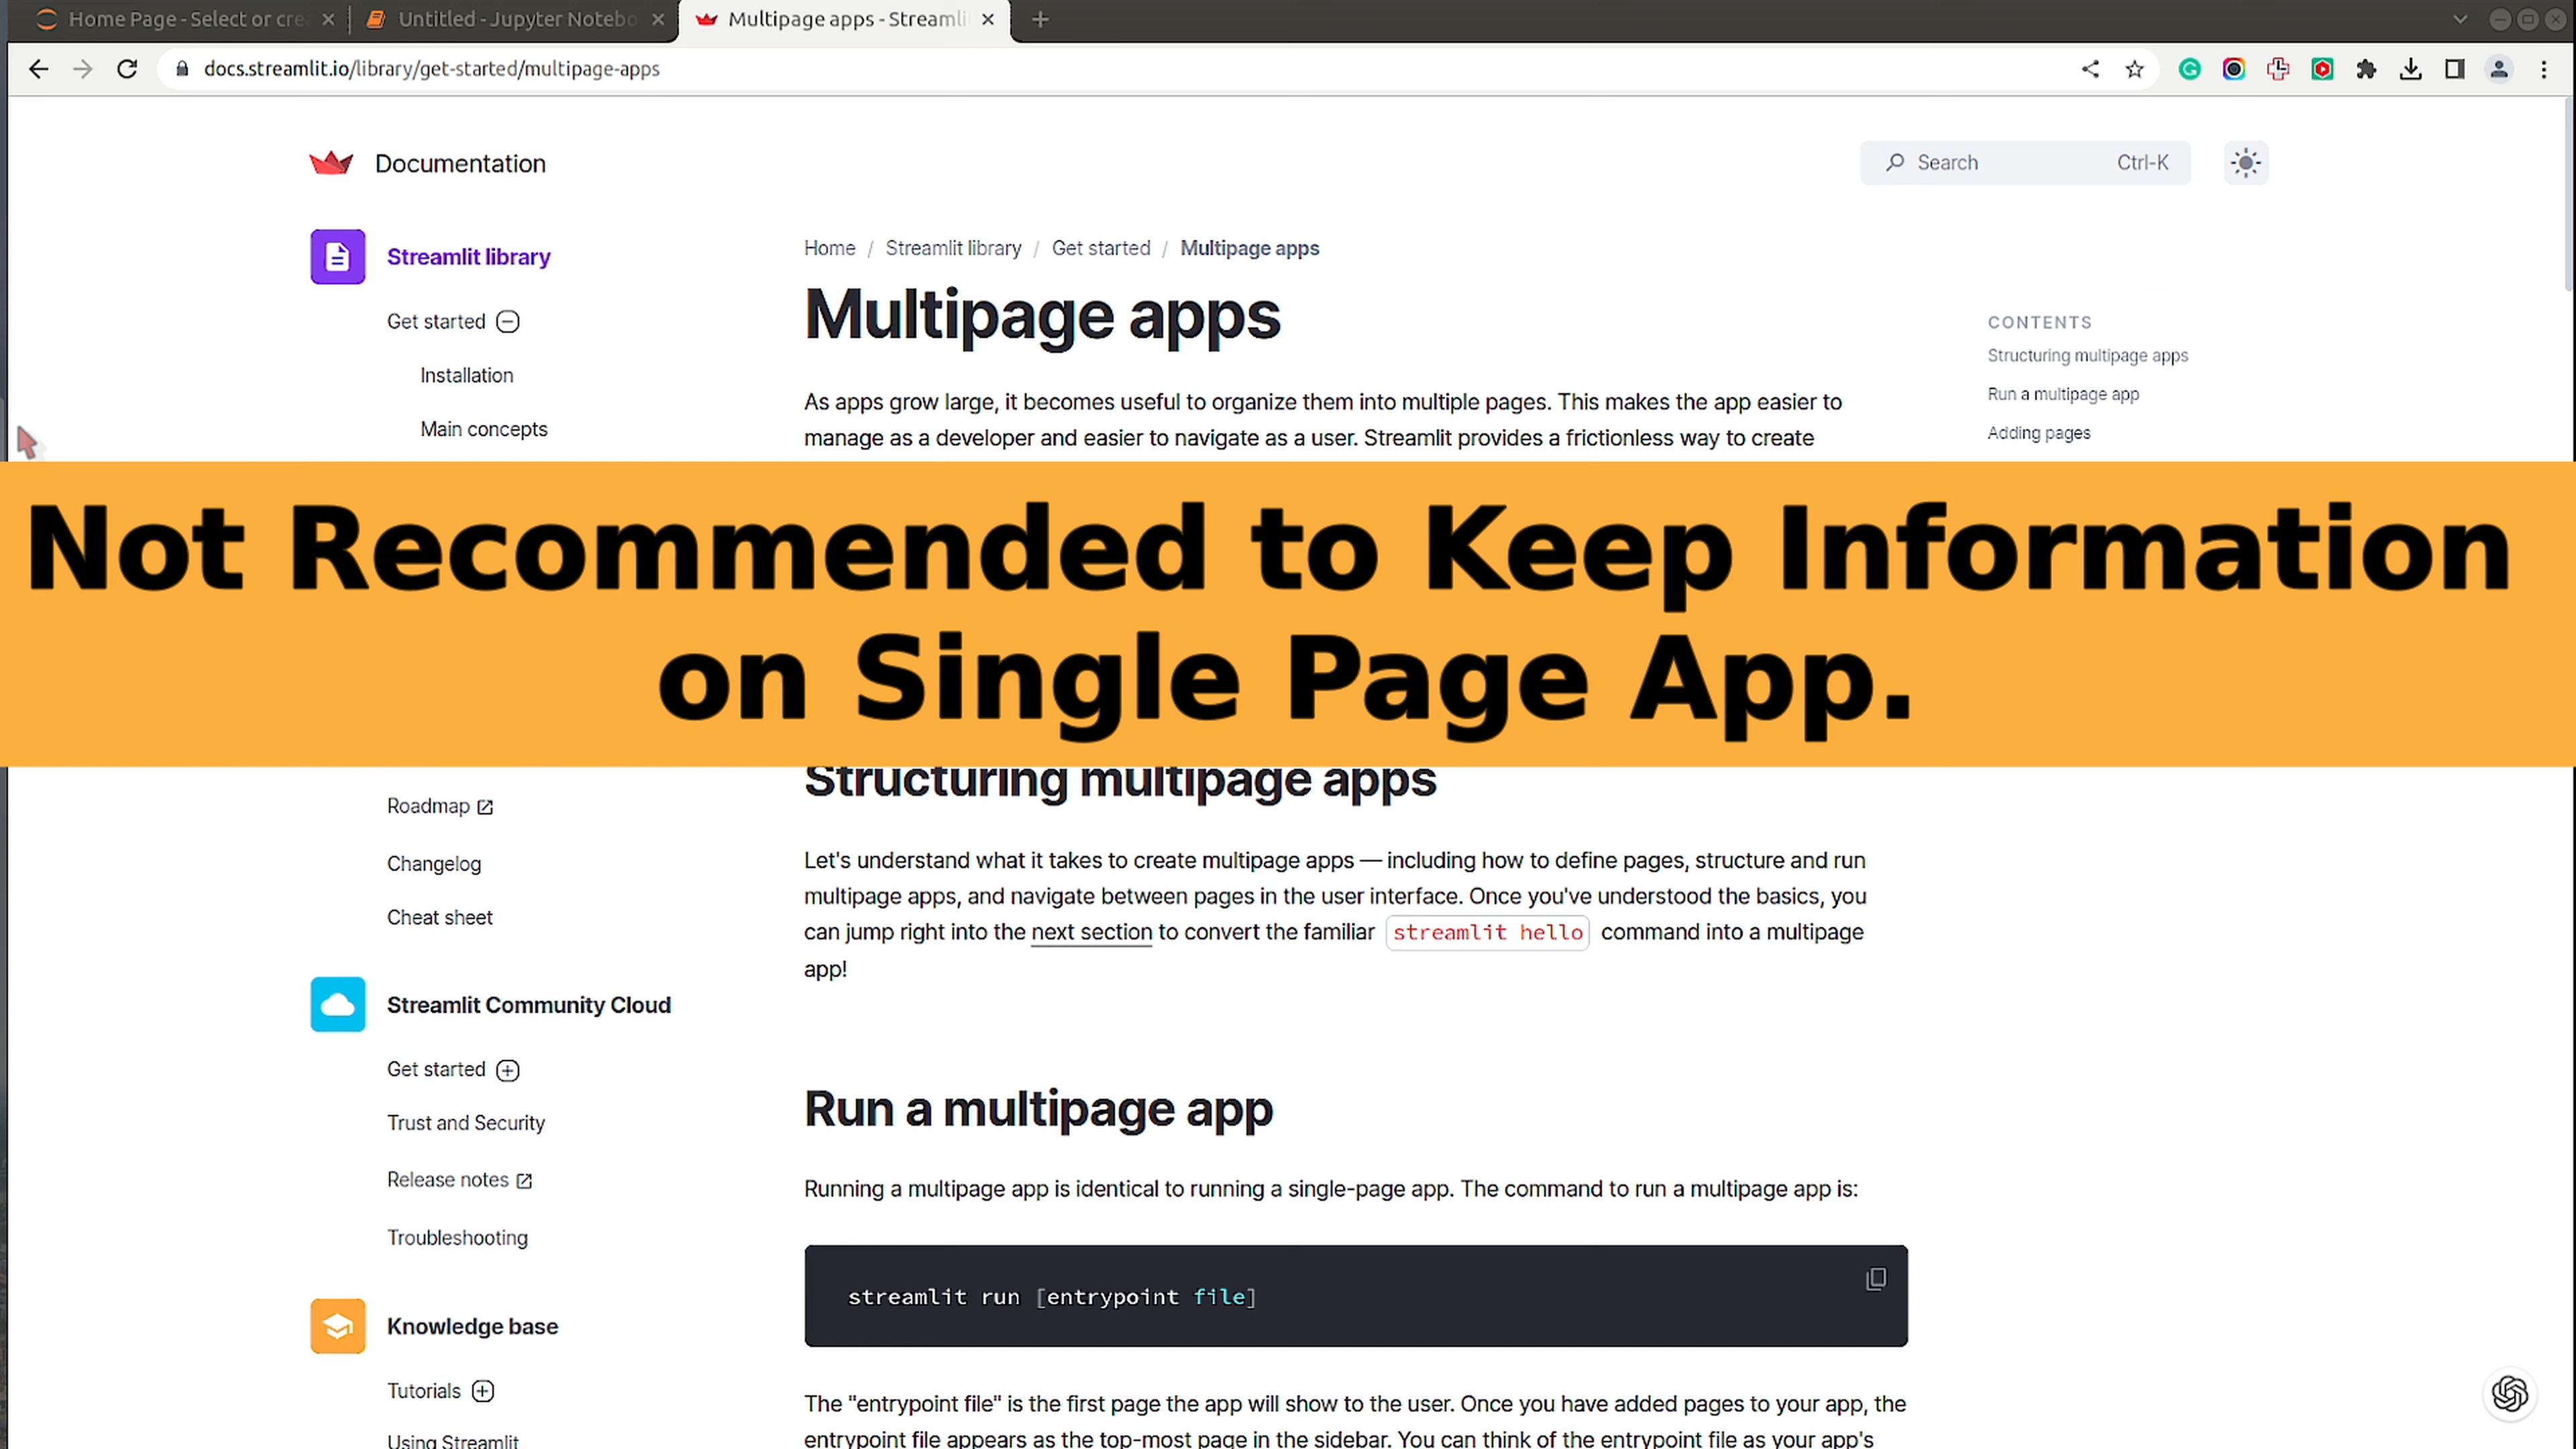 Home Page - Select or cre
Untitled - Jupyter Notebo
Multipage apps - Streamli
docs.streamlit.io/library/get-started/multipage-apps
Documentation
Search Ctrl-K
Streamlit library
Get started
Installation
Main concepts
Home / Streamlit library / Get started / Multipage apps
Multipage apps
As apps grow large, it becomes useful to organize them into multiple pages. This makes the app easier to
manage as a developer and easier to navigate as a user. Streamlit provides a frictionless way to create
CONTENTS
Structuring multipage apps
Run a multipage app
Adding pages
Not Recommended to Keep Information
on Single Page App.
Roadmap
Changelog
Cheat sheet
Streamlit Community Cloud
Get started
Trust and Security
Release notes
Troubleshooting
Knowledge base
Tutorials
Using Streamlit
Structuring multipage apps
Let's understand what it takes to create multipage apps — including how to define pages, structure and run
multipage apps, and navigate between pages in the user interface. Once you've understood the basics, you
can jump right into the next section to convert the familiar streamlit hello command into a multipage
app!
Run a multipage app
Running a multipage app is identical to running a single-page app. The command to run a multipage app is:
streamlit run [entrypoint file]
The "entrypoint file" is the first page the app will show to the user. Once you have added pages to your app, the
entrypoint file appears as the top-most page in the sidebar. You can think of the entrypoint file as your app's